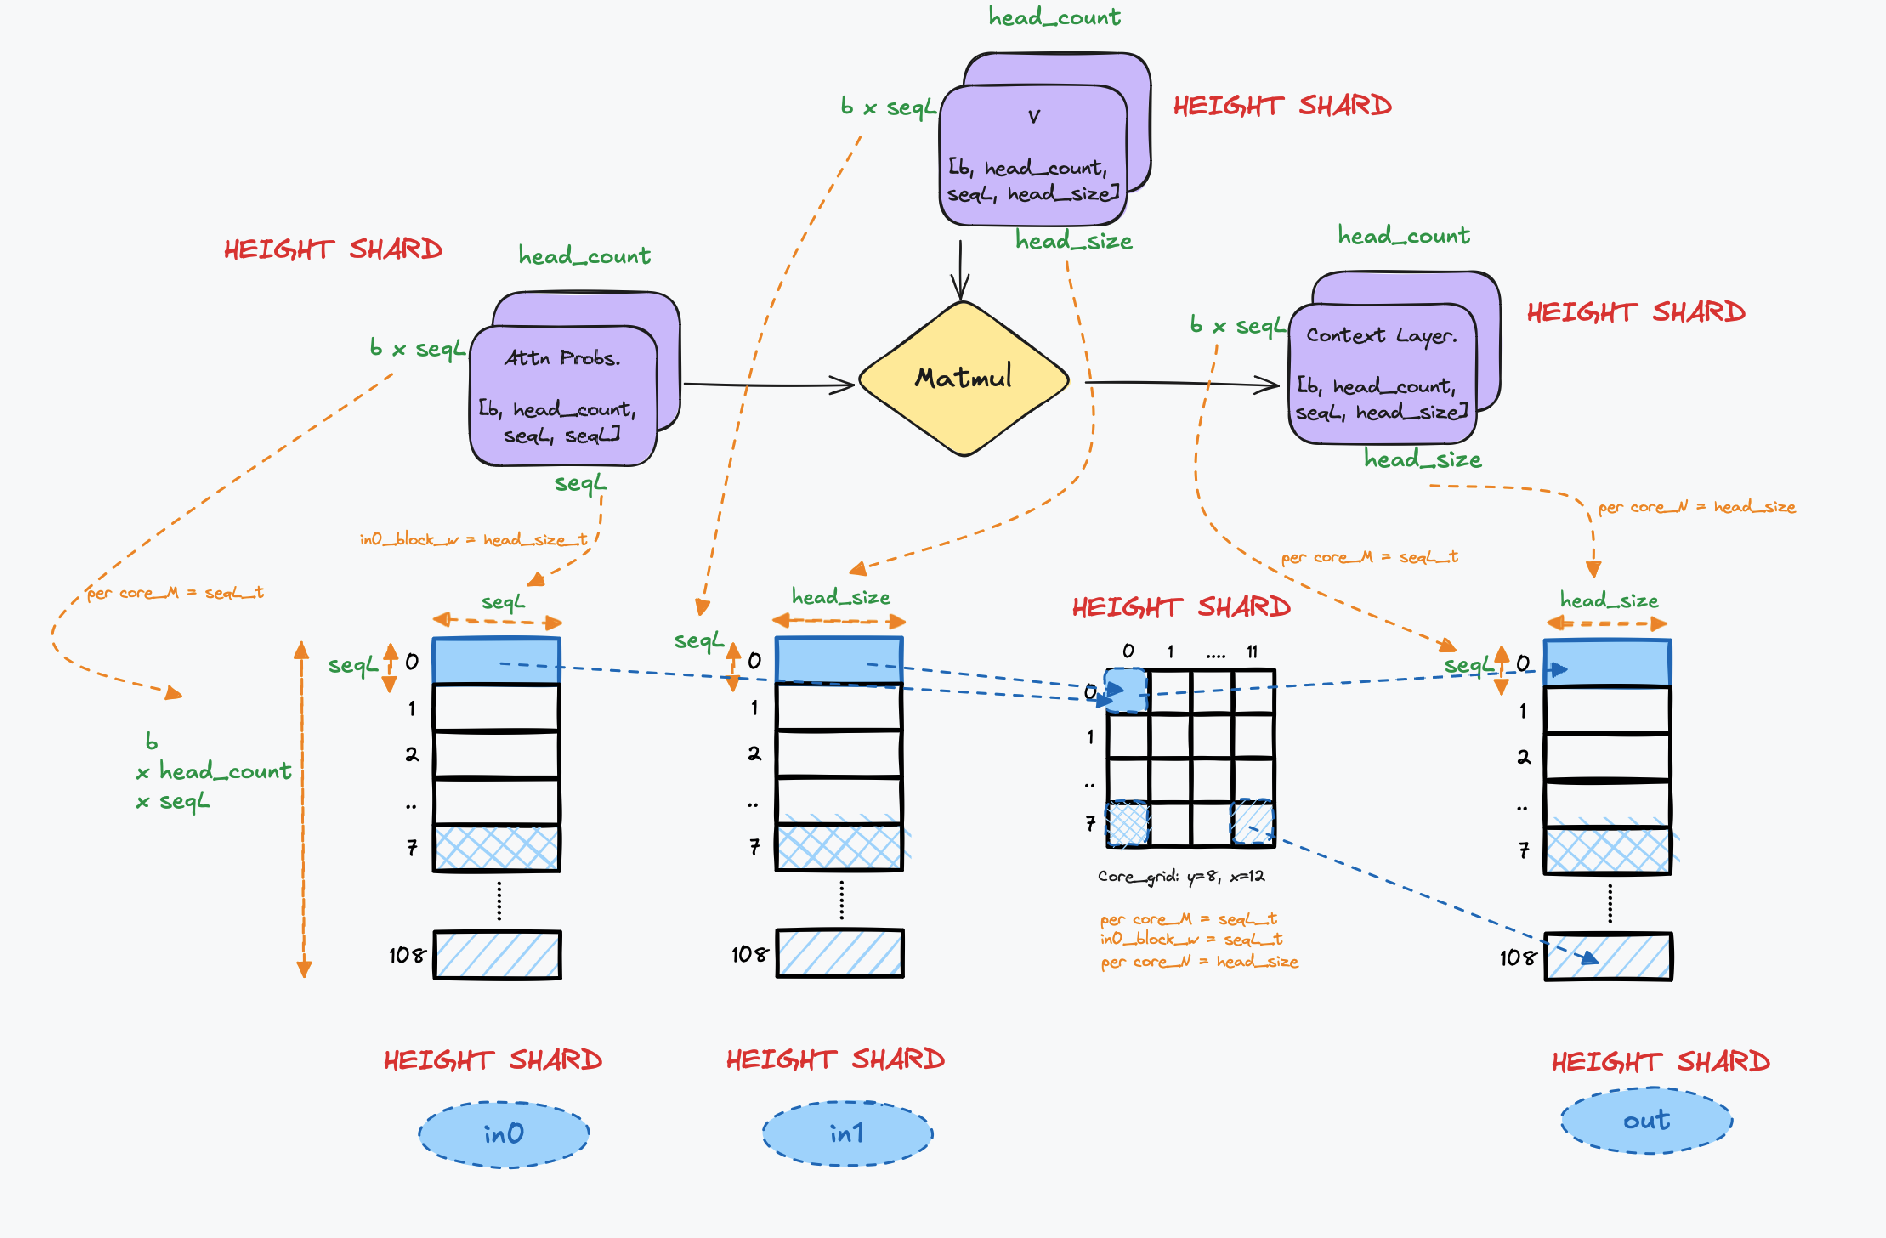 head_count
b x seqL
HEIGHT SHARD
V
[b, head_count,
seqL, head_size]
head_size
HEIGHT SHARD
head_count
b x seqL
Attn Probs.
[b, head_count,
seqL, seqL]
seqL
Matmul
head_count
b x seqL
HEIGHT SHARD
Context Layer.
[b, head_count,
seqL, head_size]
head_size
in0_block_w = head_size_t
per core_M = seqL_t
per core_M = seqL_t
per core_N = head_size
seqL
seqL
0
1
2
..
7
108
b
x head_count
x seqL
head_size
seqL
0
1
2
..
7
108
HEIGHT SHARD
0 1 .... 11
0
1
..
7
Core_grid: y=8, x=12
per core_M = seqL_t
in0_block_w = seqL_t
per core_N = head_size
head_size
seqL
0
1
2
..
7
108
HEIGHT SHARD
in0
HEIGHT SHARD
in1
HEIGHT SHARD
out